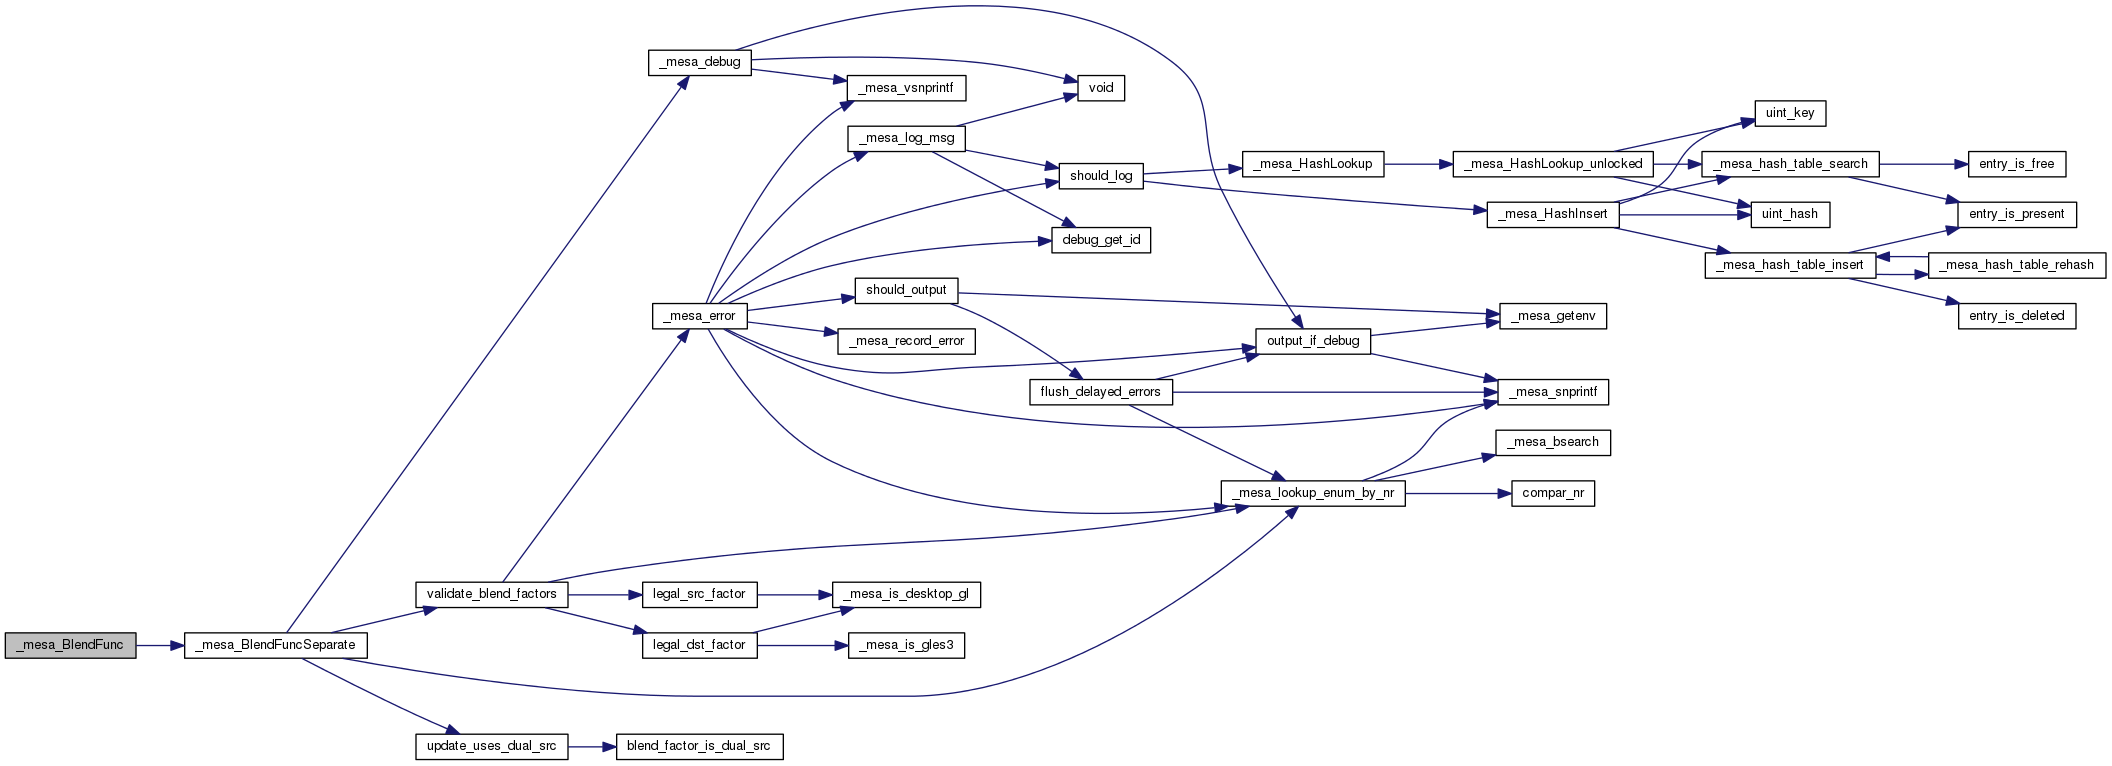 _mesa_BlendFunc
_mesa_BlendFuncSeparate
_mesa_debug
validate_blend_factors
update_uses_dual_src
_mesa_error
legal_src_factor
legal_dst_factor
blend_factor_is_dual_src
_mesa_vsnprintf
_mesa_log_msg
should_output
_mesa_record_error
_mesa_is_desktop_gl
_mesa_is_gles3
void
should_log
debug_get_id
flush_delayed_errors
_mesa_HashLookup
output_if_debug
_mesa_lookup_enum_by_nr
_mesa_HashLookup_unlocked
_mesa_HashInsert
_mesa_getenv
_mesa_snprintf
_mesa_bsearch
compar_nr
uint_key
_mesa_hash_table_search
uint_hash
_mesa_hash_table_insert
entry_is_free
entry_is_present
_mesa_hash_table_rehash
entry_is_deleted